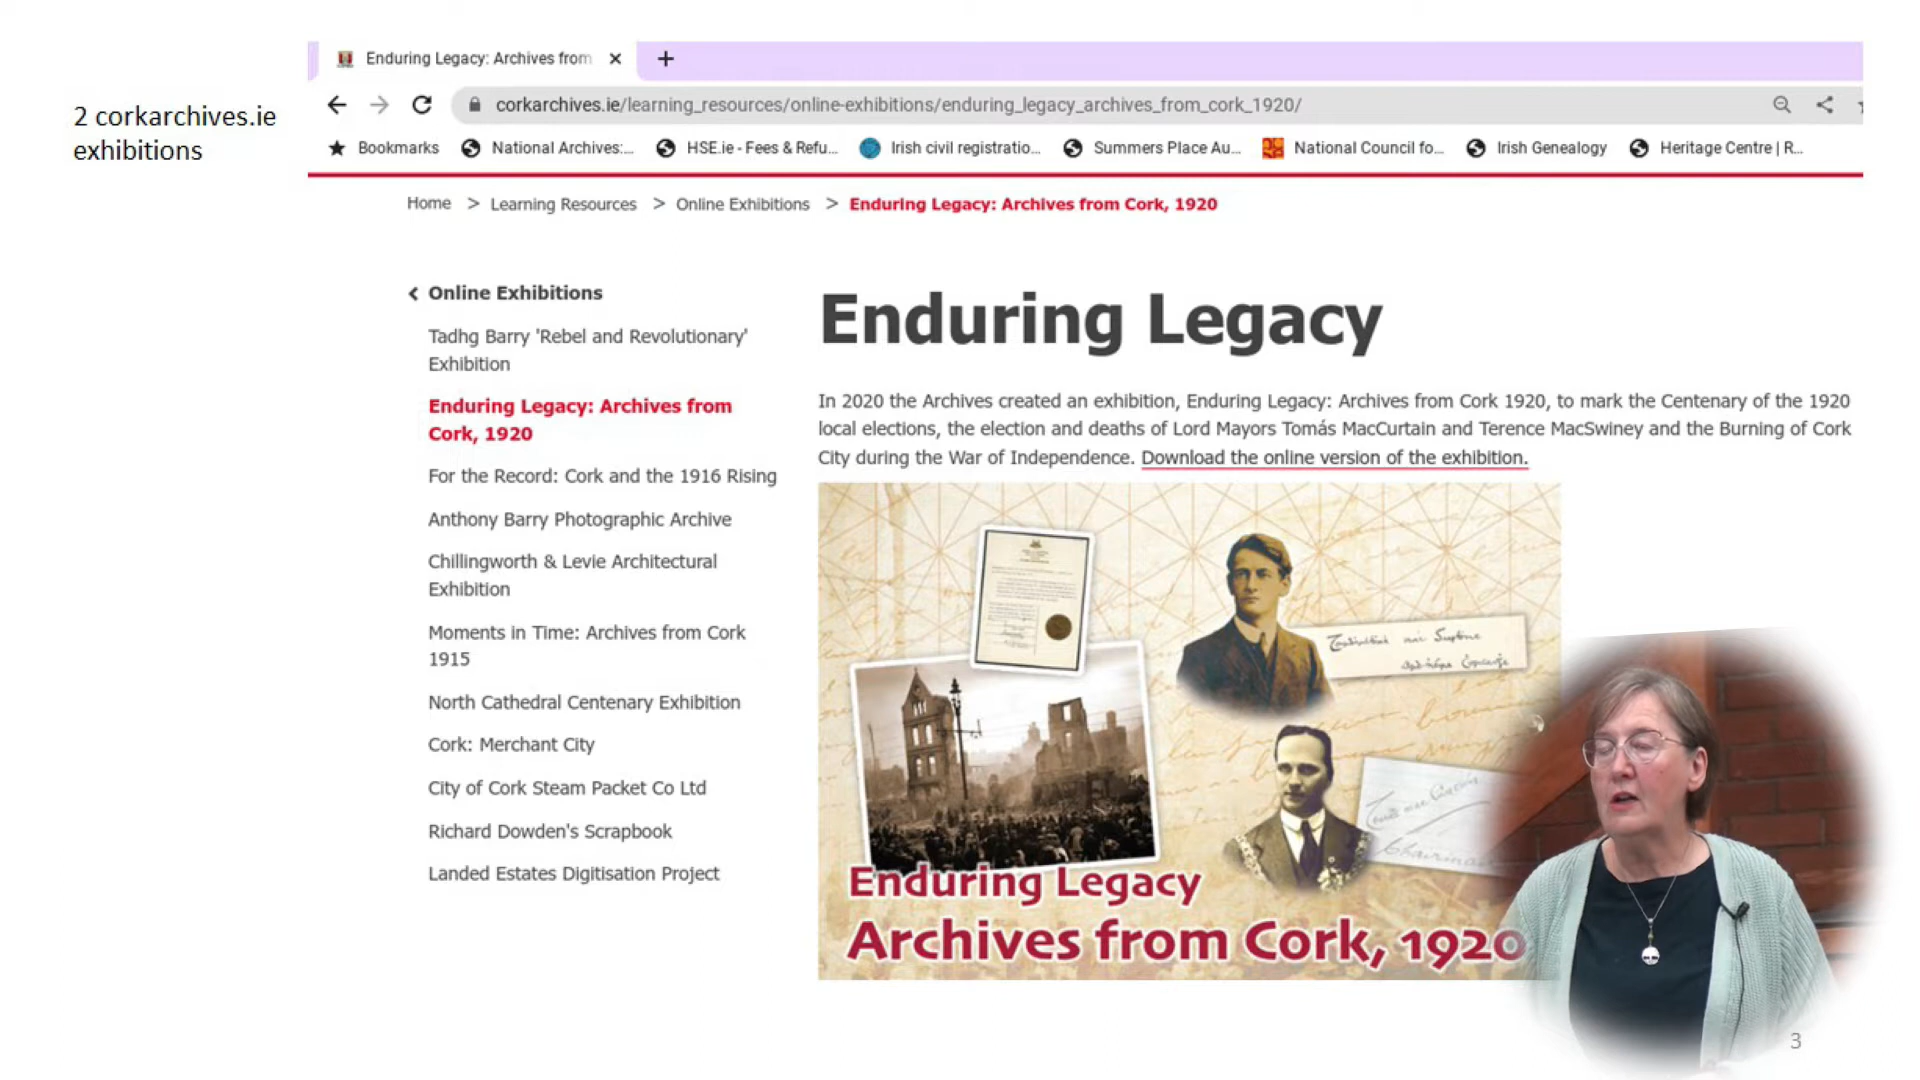 2 corkarchives.ie
exhibitions
Enduring Legacy: Archives from
corkarchives.ie/learning_resources/online-exhibitions/enduring_legacy_archives_from_cork_1920/
Bookmarks National Archives:... HSE.ie - Fees & Refu... Irish civil registratio... Summers Place Au... National Council fo... Irish Genealogy Heritage Centre | R...
Home > Learning Resources > Online Exhibitions > Enduring Legacy: Archives from Cork, 1920
Online Exhibitions
Tadhg Barry 'Rebel and Revolutionary'
Exhibition
Enduring Legacy: Archives from
Cork, 1920
For the Record: Cork and the 1916 Rising
Anthony Barry Photographic Archive
Chillingworth & Levie Architectural
Exhibition
Moments in Time: Archives from Cork
1915
North Cathedral Centenary Exhibition
Cork: Merchant City
City of Cork Steam Packet Co Ltd
Richard Dowden's Scrapbook
Landed Estates Digitisation Project
Enduring Legacy
In 2020 the Archives created an exhibition, Enduring Legacy: Archives from Cork 1920, to mark the Centenary of the 1920
local elections, the election and deaths of Lord Mayors Tomás MacCurtain and Terence MacSwiney and the Burning of Cork
City during the War of Independence. Download the online version of the exhibition.
Chairman
Enduring Legacy
Archives from Cork, 1920
3